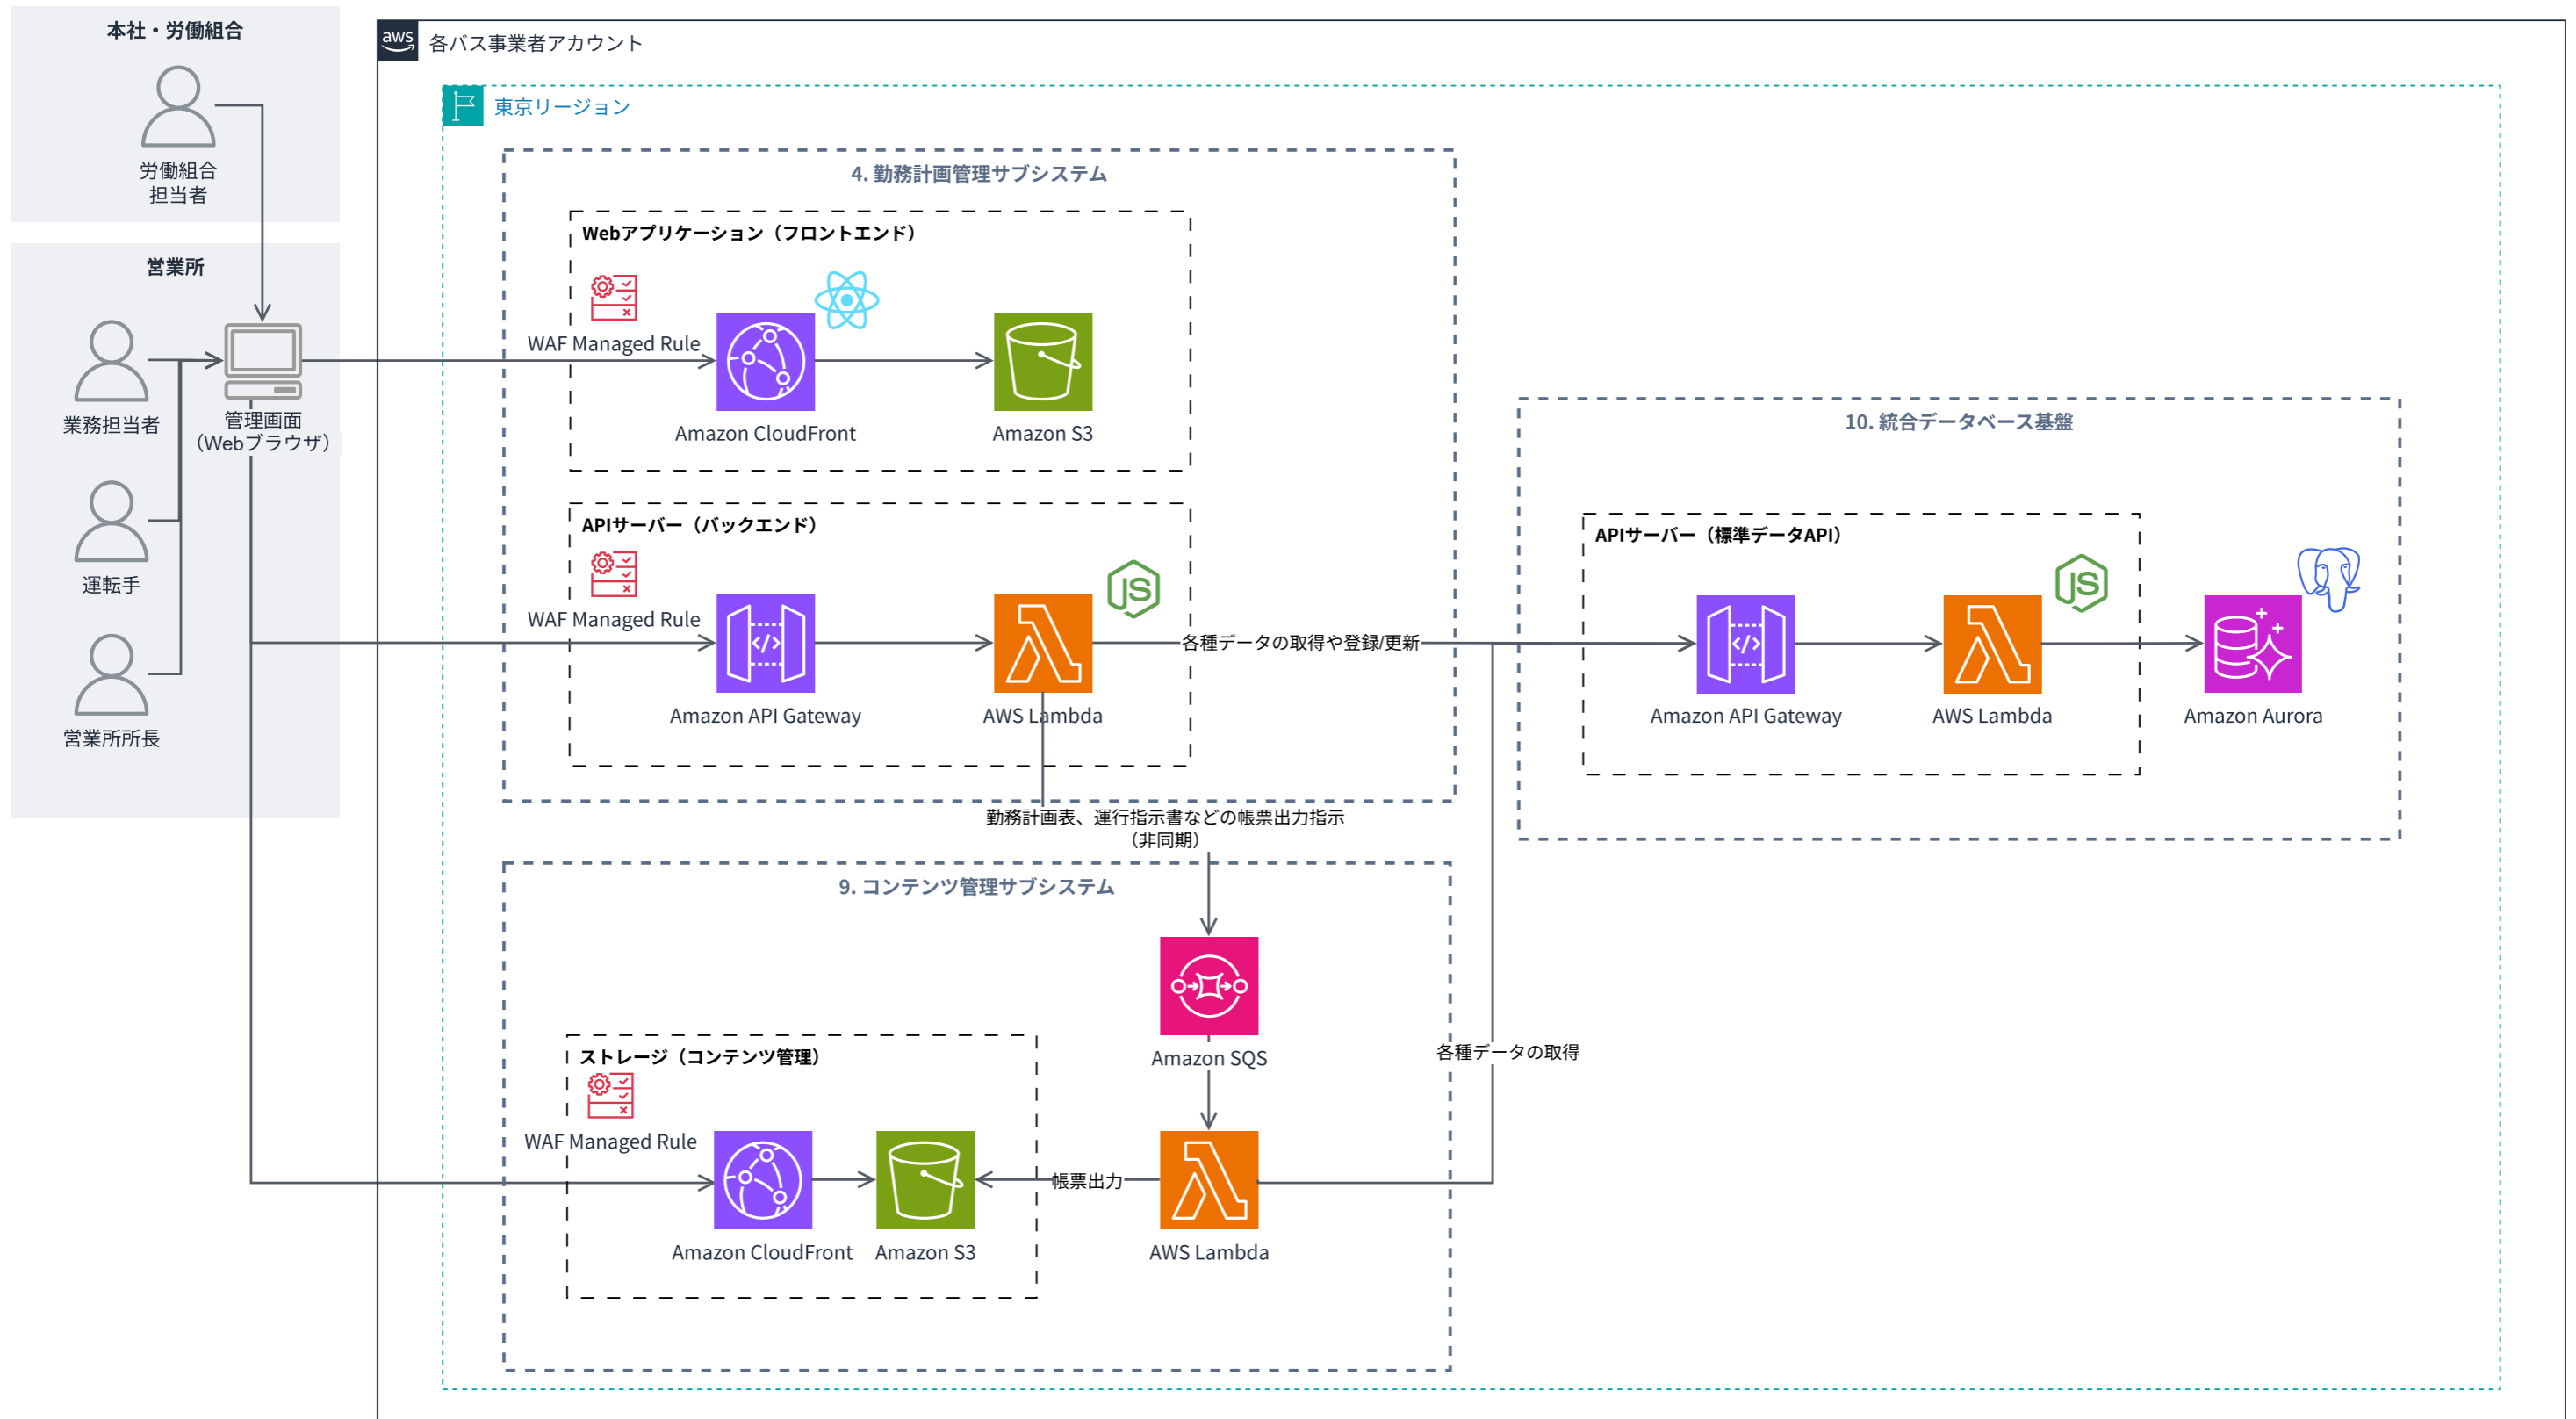 本社・労働組合
労働組合
担当者
営業所
業務担当者
管理画面
（Webブラウザ）
運転手
営業所所長
aws
各バス事業者アカウント
東京リージョン
4. 勤務計画管理サブシステム
Webアプリケーション（フロントエンド）
WAF Managed Rule
Amazon CloudFront
Amazon S3
APIサーバー（バックエンド）
WAF Managed Rule
JS
Amazon API Gateway
AWS Lambda
各種データの取得や登録/更新
勤務計画表、運行指示書などの帳票出力指示
（非同期）
10. 統合データベース基盤
APIサーバー（標準データAPI）
JS
Amazon API Gateway
AWS Lambda
Amazon Aurora
9. コンテンツ管理サブシステム
Amazon SQS
各種データの取得
ストレージ（コンテンツ管理）
WAF Managed Rule
帳票出力
Amazon CloudFront
Amazon S3
AWS Lambda